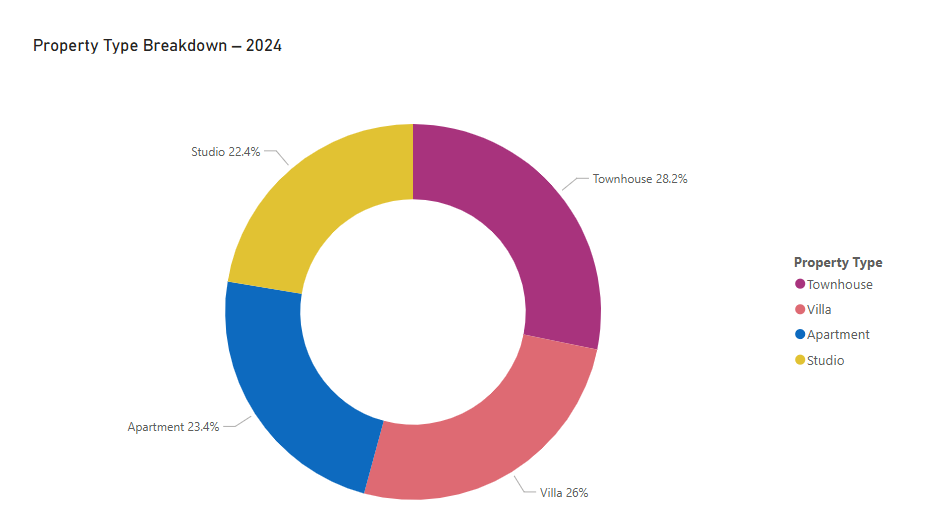 Property Type Breakdown – 2024
Studio 22.4%
Townhouse 28.2%
Property Type
Townhouse
Villa
Apartment
Studio
Apartment 23.4%
Villa 26%